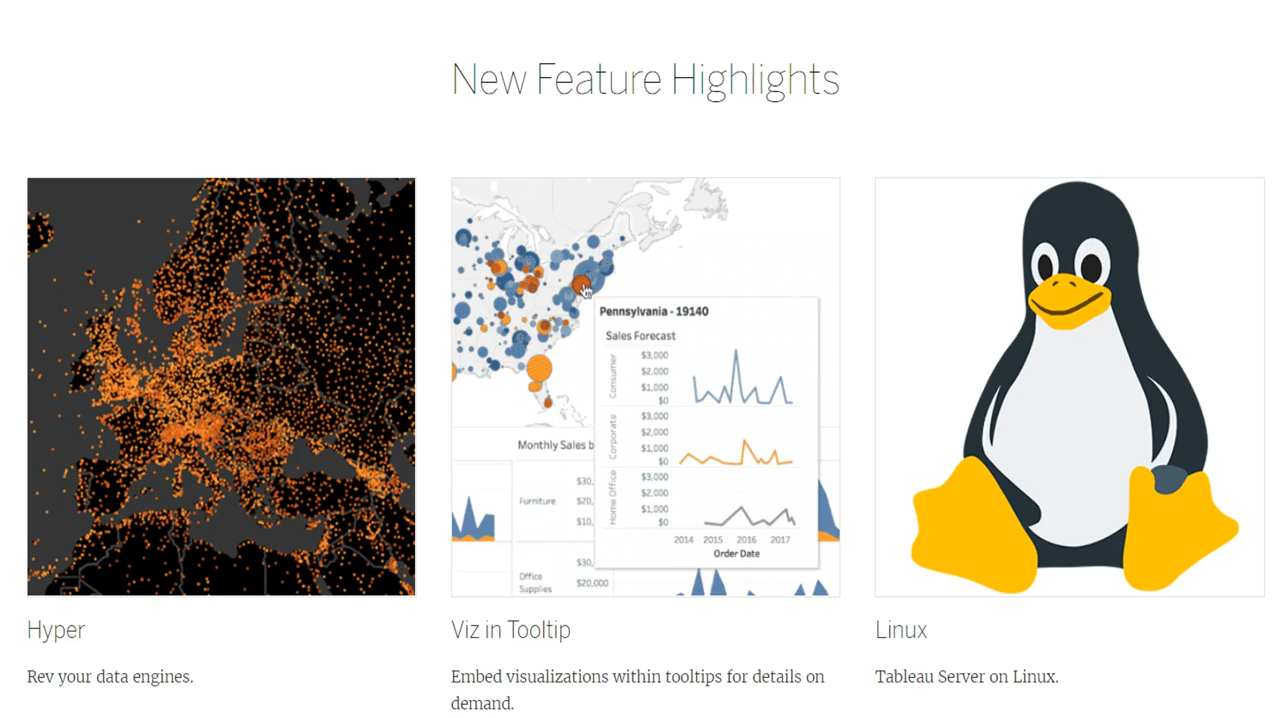 New Feature Highlights
Pennsylvania - 19140
Sales Forecast
Consumer
$3,000
$2,000
$1,000
$0
Corporate
$3,000
$2,000
$1,000
$0
Home Office
$3,000
$2,000
$1,000
$0
2014 2015 2016 2017
Order Date
Monthly Sales b
Furniture
$30,
$20,
$10,
Office
Supplies
$30,
$20,000
Hyper
Rev your data engines.
Viz in Tooltip
Embed visualizations within tooltips for details on
demand.
Linux
Tableau Server on Linux.